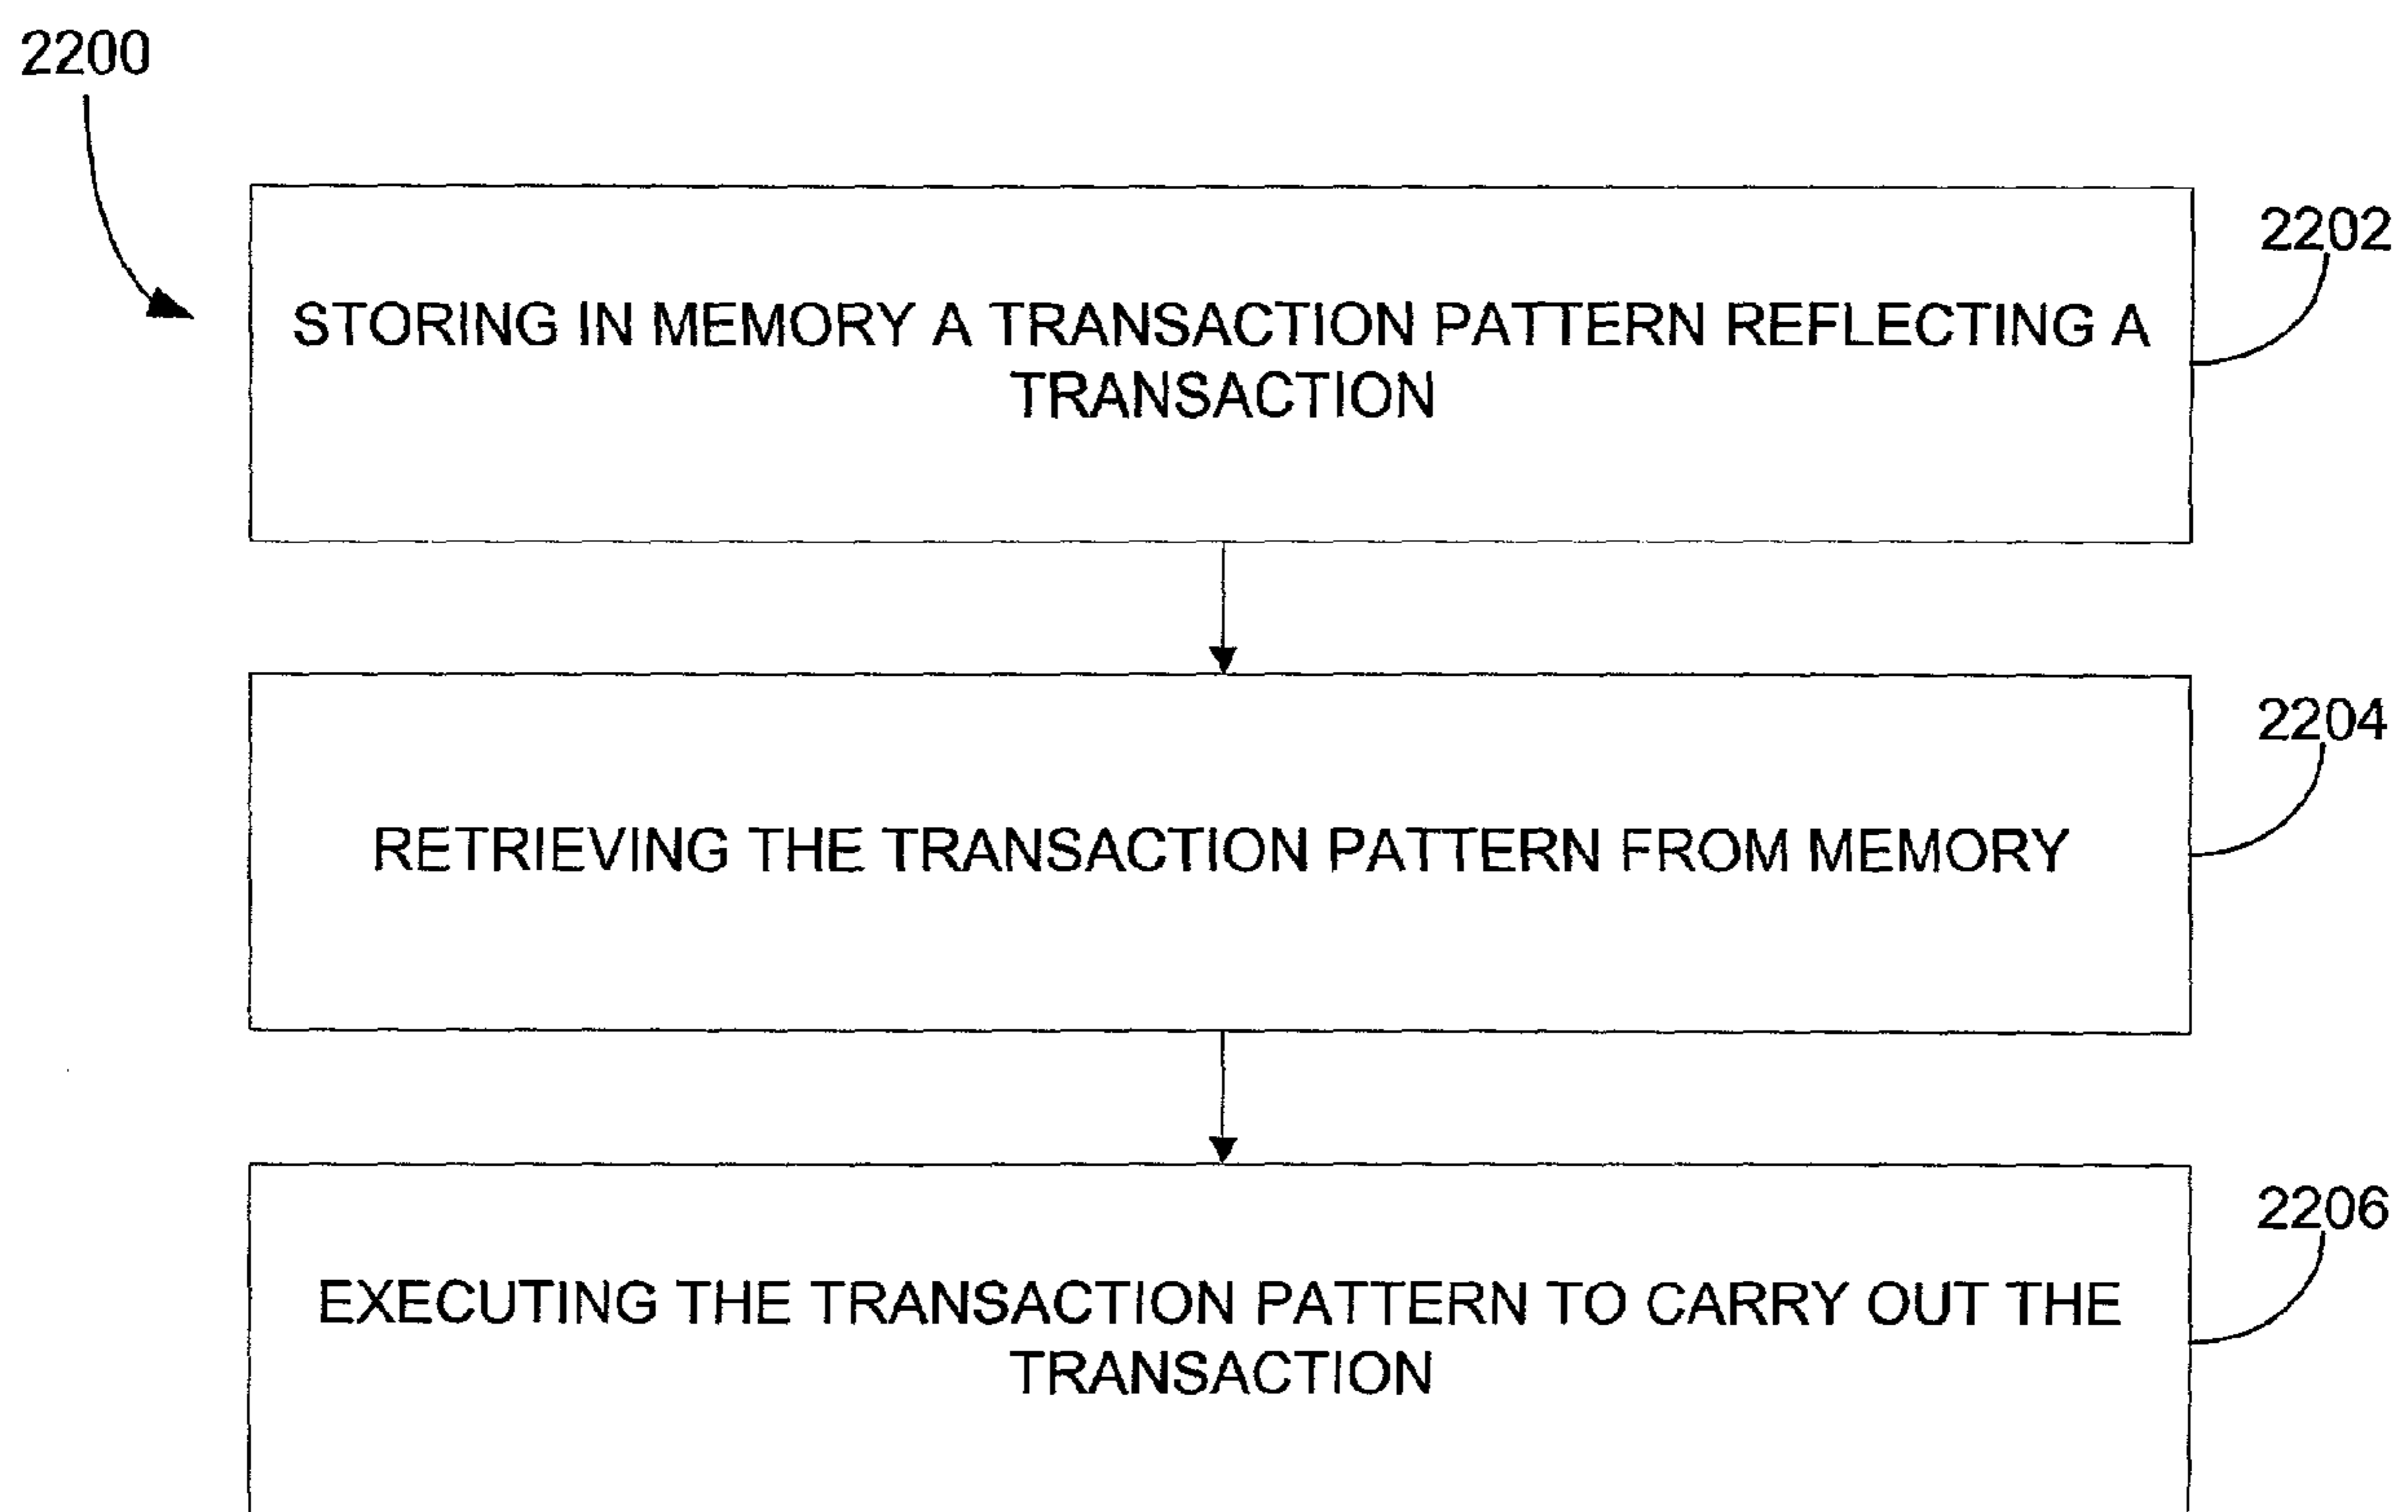 2200
2202
STORING IN MEMORY A TRANSACTION PATTERN REFLECTING A
TRANSACTION
2204
RETRIEVING THE TRANSACTION PATTERN FROM MEMORY
2206
EXECUTING THE TRANSACTION PATTERN TO CARRY OUT THE
TRANSACTION